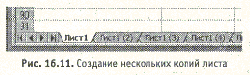 30
31
Лист1 Лист1 (2) Лист1 (3) Лист1 (4)
Рис. 16.11. Создание нескольких копий листа